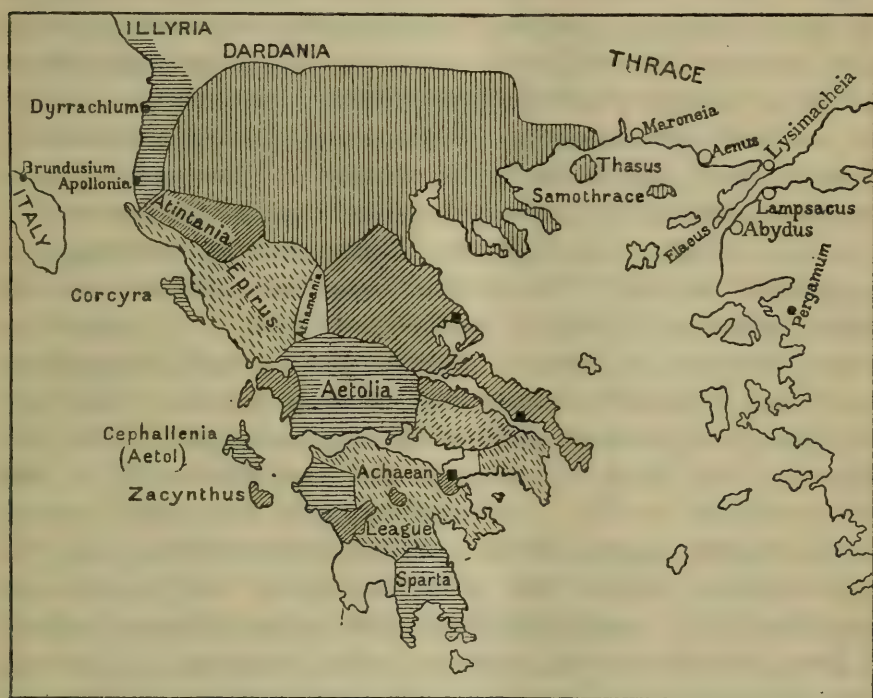 ILLYRIA
DARDANIA
THRACE
Dyrrachium
Maroneia
Aenus
Lysimacheia
Brundusium
Apollonia
ITALY
Thasus
Samothrace
Atintania
Lampsacus
Elaeus
Abydus
Epirus
Corcyra
Athamania
Pergamum
Aetolia
Cephallenia
(Aetol)
Achaean
Zacynthus
League
Sparta